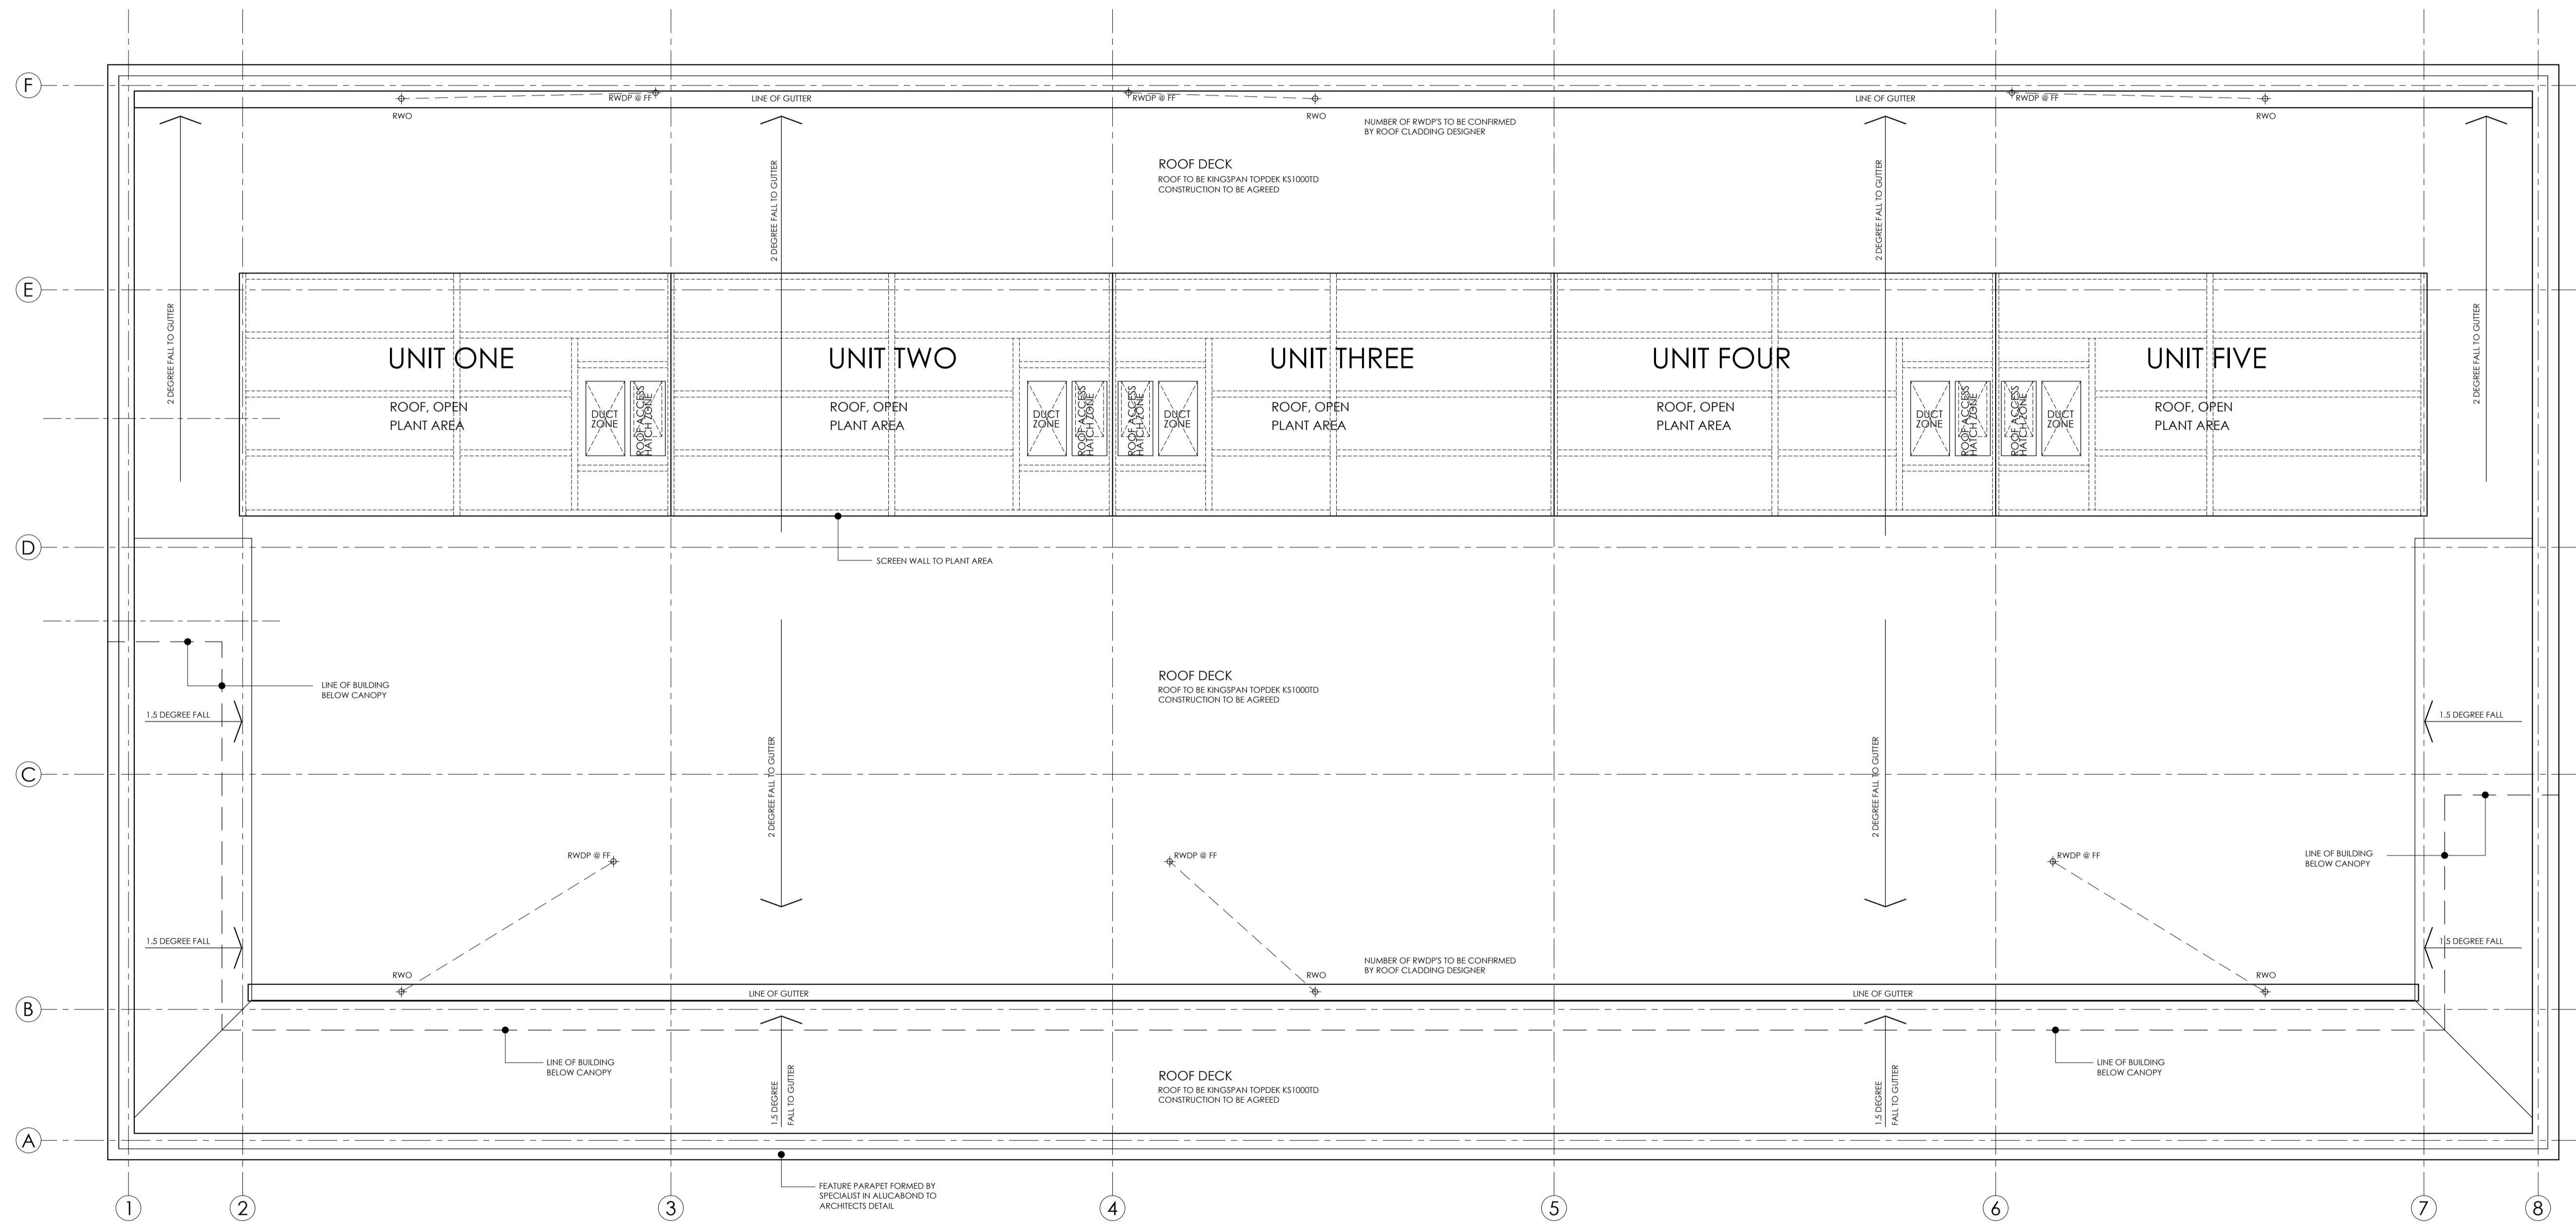 F
RWDP @ FF
LINE OF GUTTER
RWDP @ FF
LINE OF GUTTER
RWDP @ FF
RWO
RWO
RWO
NUMBER OF RWDP'S TO BE CONFIRMED
BY ROOF CLADDING DESIGNER
ROOF DECK
ROOF TO BE KINGSPAN TOPDEK KS1000TD
CONSTRUCTION TO BE AGREED
2 DEGREE FALL TO GUTTER
2 DEGREE FALL TO GUTTER
E
2 DEGREE FALL TO GUTTER
2 DEGREE FALL TO GUTTER
UNIT ONE
UNIT TWO
UNIT THREE
UNIT FOUR
UNIT FIVE
ROOF, OPEN
PLANT AREA
DUCT
ZONE
ROOF ACCESS
HATCH ZONE
ROOF, OPEN
PLANT AREA
DUCT
ZONE
ROOF ACCESS
HATCH ZONE
ROOF ACCESS
HATCH ZONE
DUCT
ZONE
ROOF, OPEN
PLANT AREA
ROOF, OPEN
PLANT AREA
DUCT
ZONE
ROOF ACCESS
HATCH ZONE
ROOF ACCESS
HATCH ZONE
DUCT
ZONE
ROOF, OPEN
PLANT AREA
D
SCREEN WALL TO PLANT AREA
LINE OF BUILDING
BELOW CANOPY
ROOF DECK
ROOF TO BE KINGSPAN TOPDEK KS1000TD
CONSTRUCTION TO BE AGREED
1.5 DEGREE FALL
1.5 DEGREE FALL
C
2 DEGREE FALL TO GUTTER
2 DEGREE FALL TO GUTTER
RWDP @ FF
RWDP @ FF
RWDP @ FF
LINE OF BUILDING
BELOW CANOPY
1.5 DEGREE FALL
1.5 DEGREE FALL
NUMBER OF RWDP'S TO BE CONFIRMED
BY ROOF CLADDING DESIGNER
RWO
RWO
RWO
LINE OF GUTTER
LINE OF GUTTER
B
LINE OF BUILDING
BELOW CANOPY
LINE OF BUILDING
BELOW CANOPY
1.5 DEGREE
FALL TO GUTTER
ROOF DECK
ROOF TO BE KINGSPAN TOPDEK KS1000TD
CONSTRUCTION TO BE AGREED
1.5 DEGREE
FALL TO GUTTER
A
FEATURE PARAPET FORMED BY
SPECIALIST IN ALUCABOND TO
ARCHITECTS DETAIL
1
2
3
4
5
6
7
8